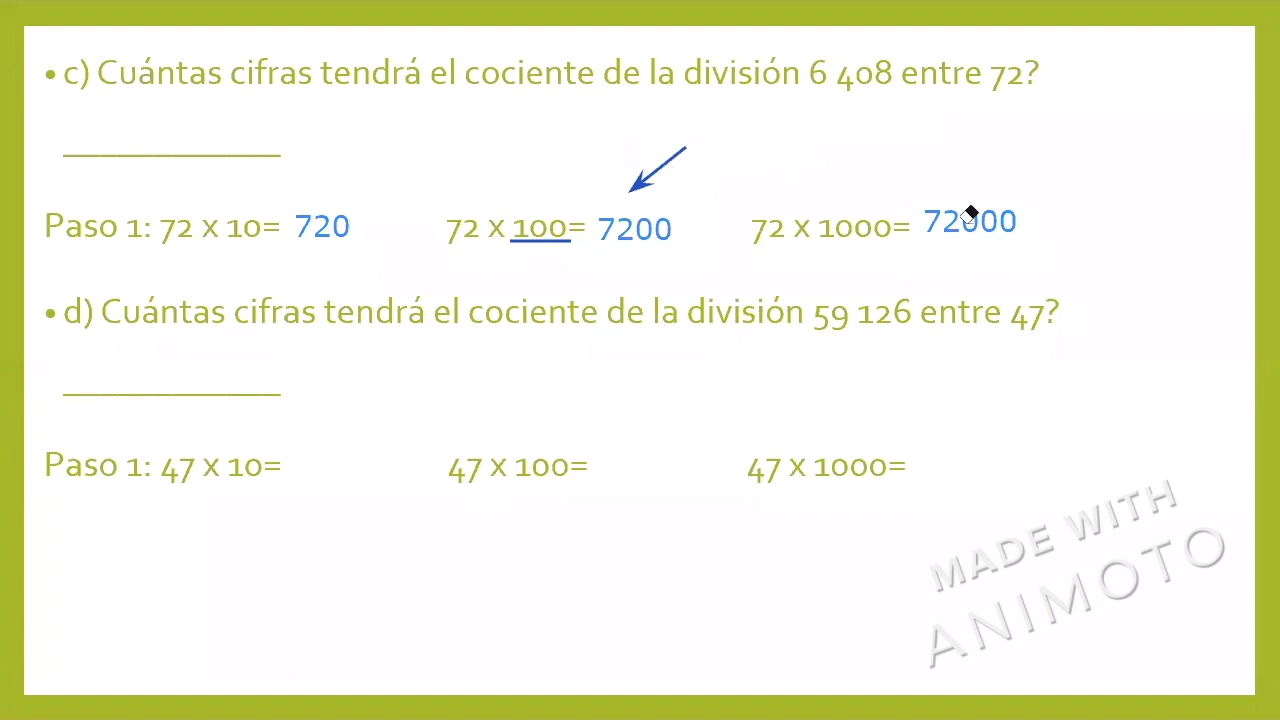 • c) Cuántas cifras tendrá el cociente de la división 6 408 entre 72?
____________
Paso 1: 72 x 10= 720 72 x 100= 7200 72 x 1000= 72000
• d) Cuántas cifras tendrá el cociente de la división 59 126 entre 47?
____________
Paso 1: 47 x 10= 47 x 100= 47 x 1000=
MADE WITH
ANIMOTO